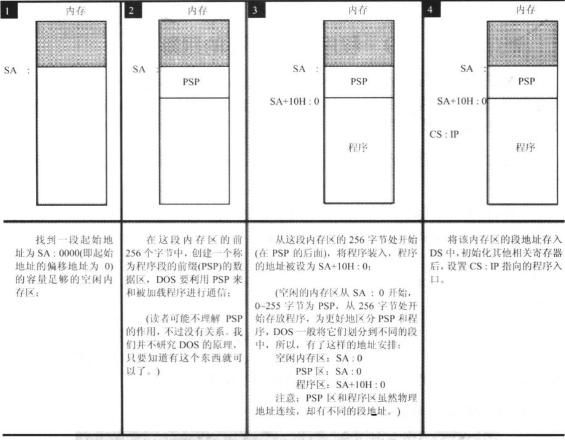 1
内存
SA :
找到一段起始地
址为 SA : 0000(即起始
地址的偏移地址为 0)
的容量足够的空闲内
存区;
2
内存
SA :
PSP
在这段内存区的前
256 个字节中,创建一个称
为程序段的前缀(PSP)的数
据区,DOS 要利用 PSP 来
和被加载程序进行通信;
(读者可能不理解 PSP
的作用,不过没有关系。我
们并不研究 DOS 的原理,
只要知道有这个东西就可
以了。)
3
内存
SA :
PSP
SA+10H : 0
程序
从这段内存区的 256 字节处开始
(在 PSP 的后面),将程序装入,程序
的地址被设为 SA+10H : 0;
(空闲的内存区从 SA : 0 开始,
0~255 字节为 PSP,从 256 字节处开
始存放程序,为更好地区分 PSP 和程
序,DOS 一般将它们划分到不同的段
中,所以,有了这样的地址安排:
空闲内存区:SA : 0
PSP 区:SA : 0
程序区:SA+10H : 0
注意:PSP 区和程序区虽然物理
地址连续,却有不同的段地址。)
4
内存
SA :
PSP
SA+10H : 0
CS : IP
程序
将该内存区的段地址存入
DS 中,初始化其他相关寄存器
后,设置 CS : IP 指向的程序入
口。